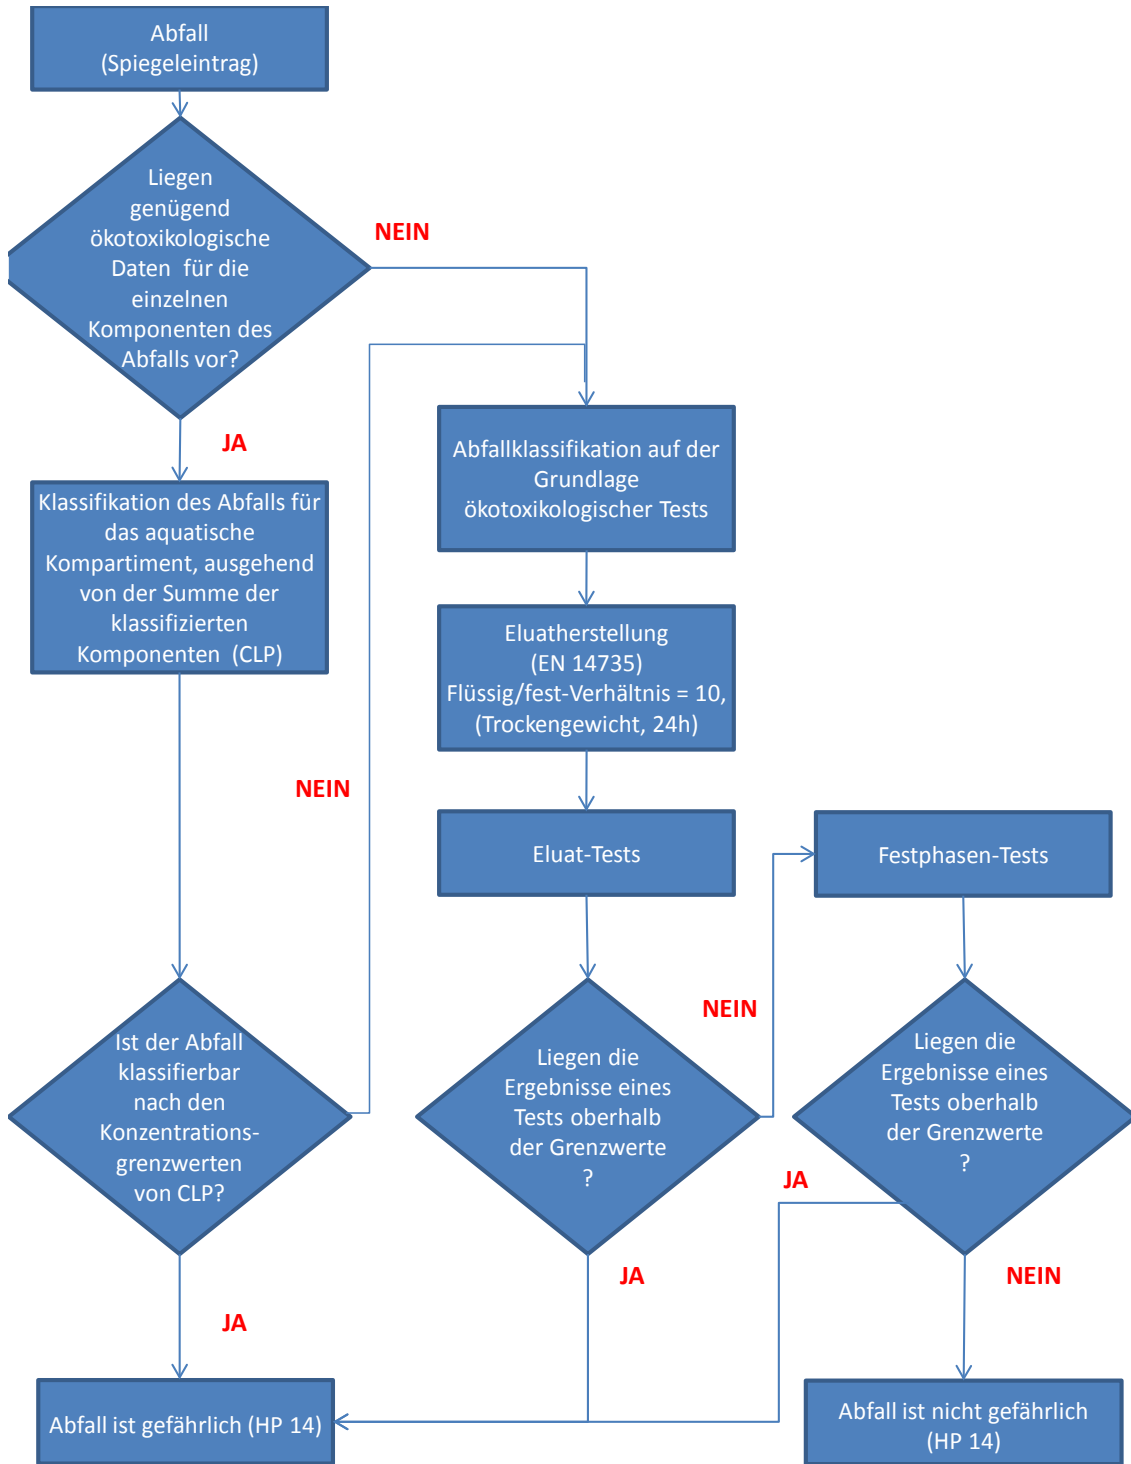 Abfall
(Spiegeleintrag)
Liegen
genügend
ökotoxikologische
Daten für die
einzelnen
Komponenten des
Abfalls vor?
NEIN
JA
Klassifikation des Abfalls für
das aquatische
Kompartiment, ausgehend
von der Summe der
klassifizierten
Komponenten (CLP)
Abfallklassifikation auf der
Grundlage
ökotoxikologischer Tests
Eluatherstellung
(EN 14735)
Flüssig/fest-Verhältnis = 10,
(Trockengewicht, 24h)
NEIN
Eluat-Tests
Festphasen-Tests
Ist der Abfall
klassifierbar
nach den
Konzentrations-
grenzwerten
von CLP?
Liegen die
Ergebnisse eines
Tests oberhalb
der Grenzwerte
?
NEIN
Liegen die
Ergebnisse eines
Tests oberhalb
der Grenzwerte
?
JA
JA
NEIN
JA
Abfall ist gefährlich (HP 14)
Abfall ist nicht gefährlich
(HP 14)